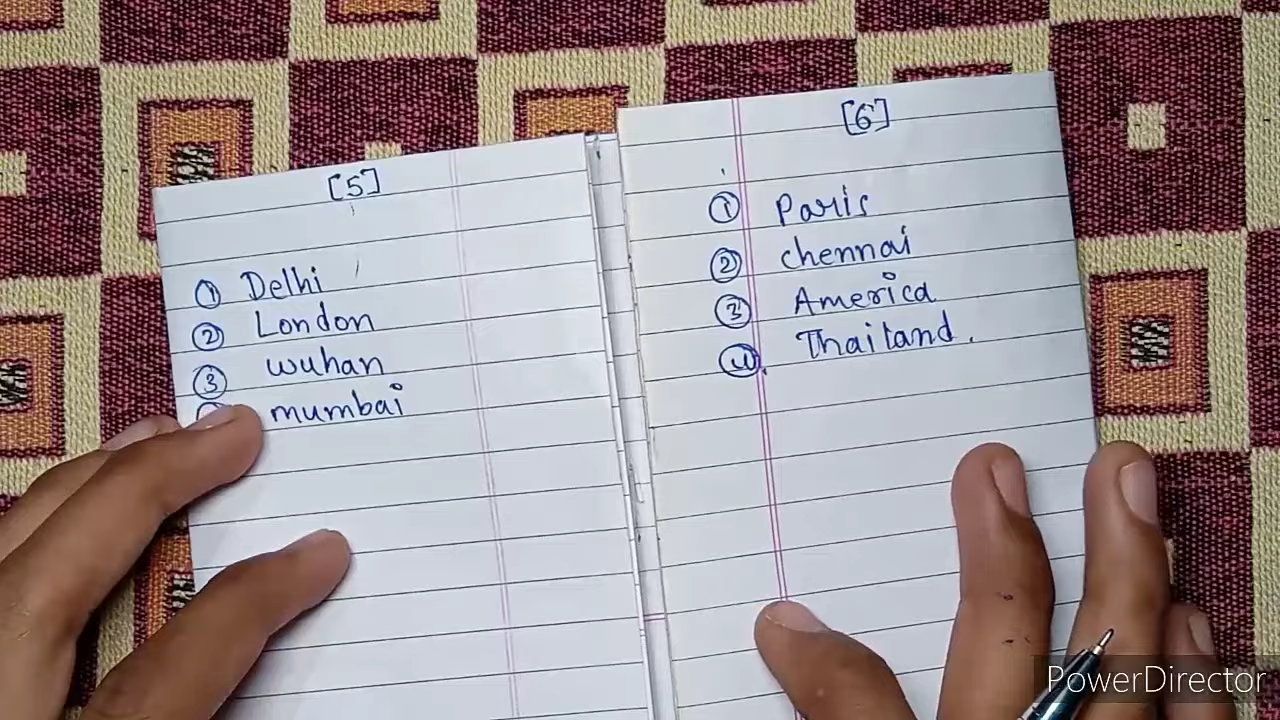 [5]
① Delhi
② London
③ wuhan
mumbai
[6]
① Paris
② chennai
③ America
④ Thailand.
PowerDirector